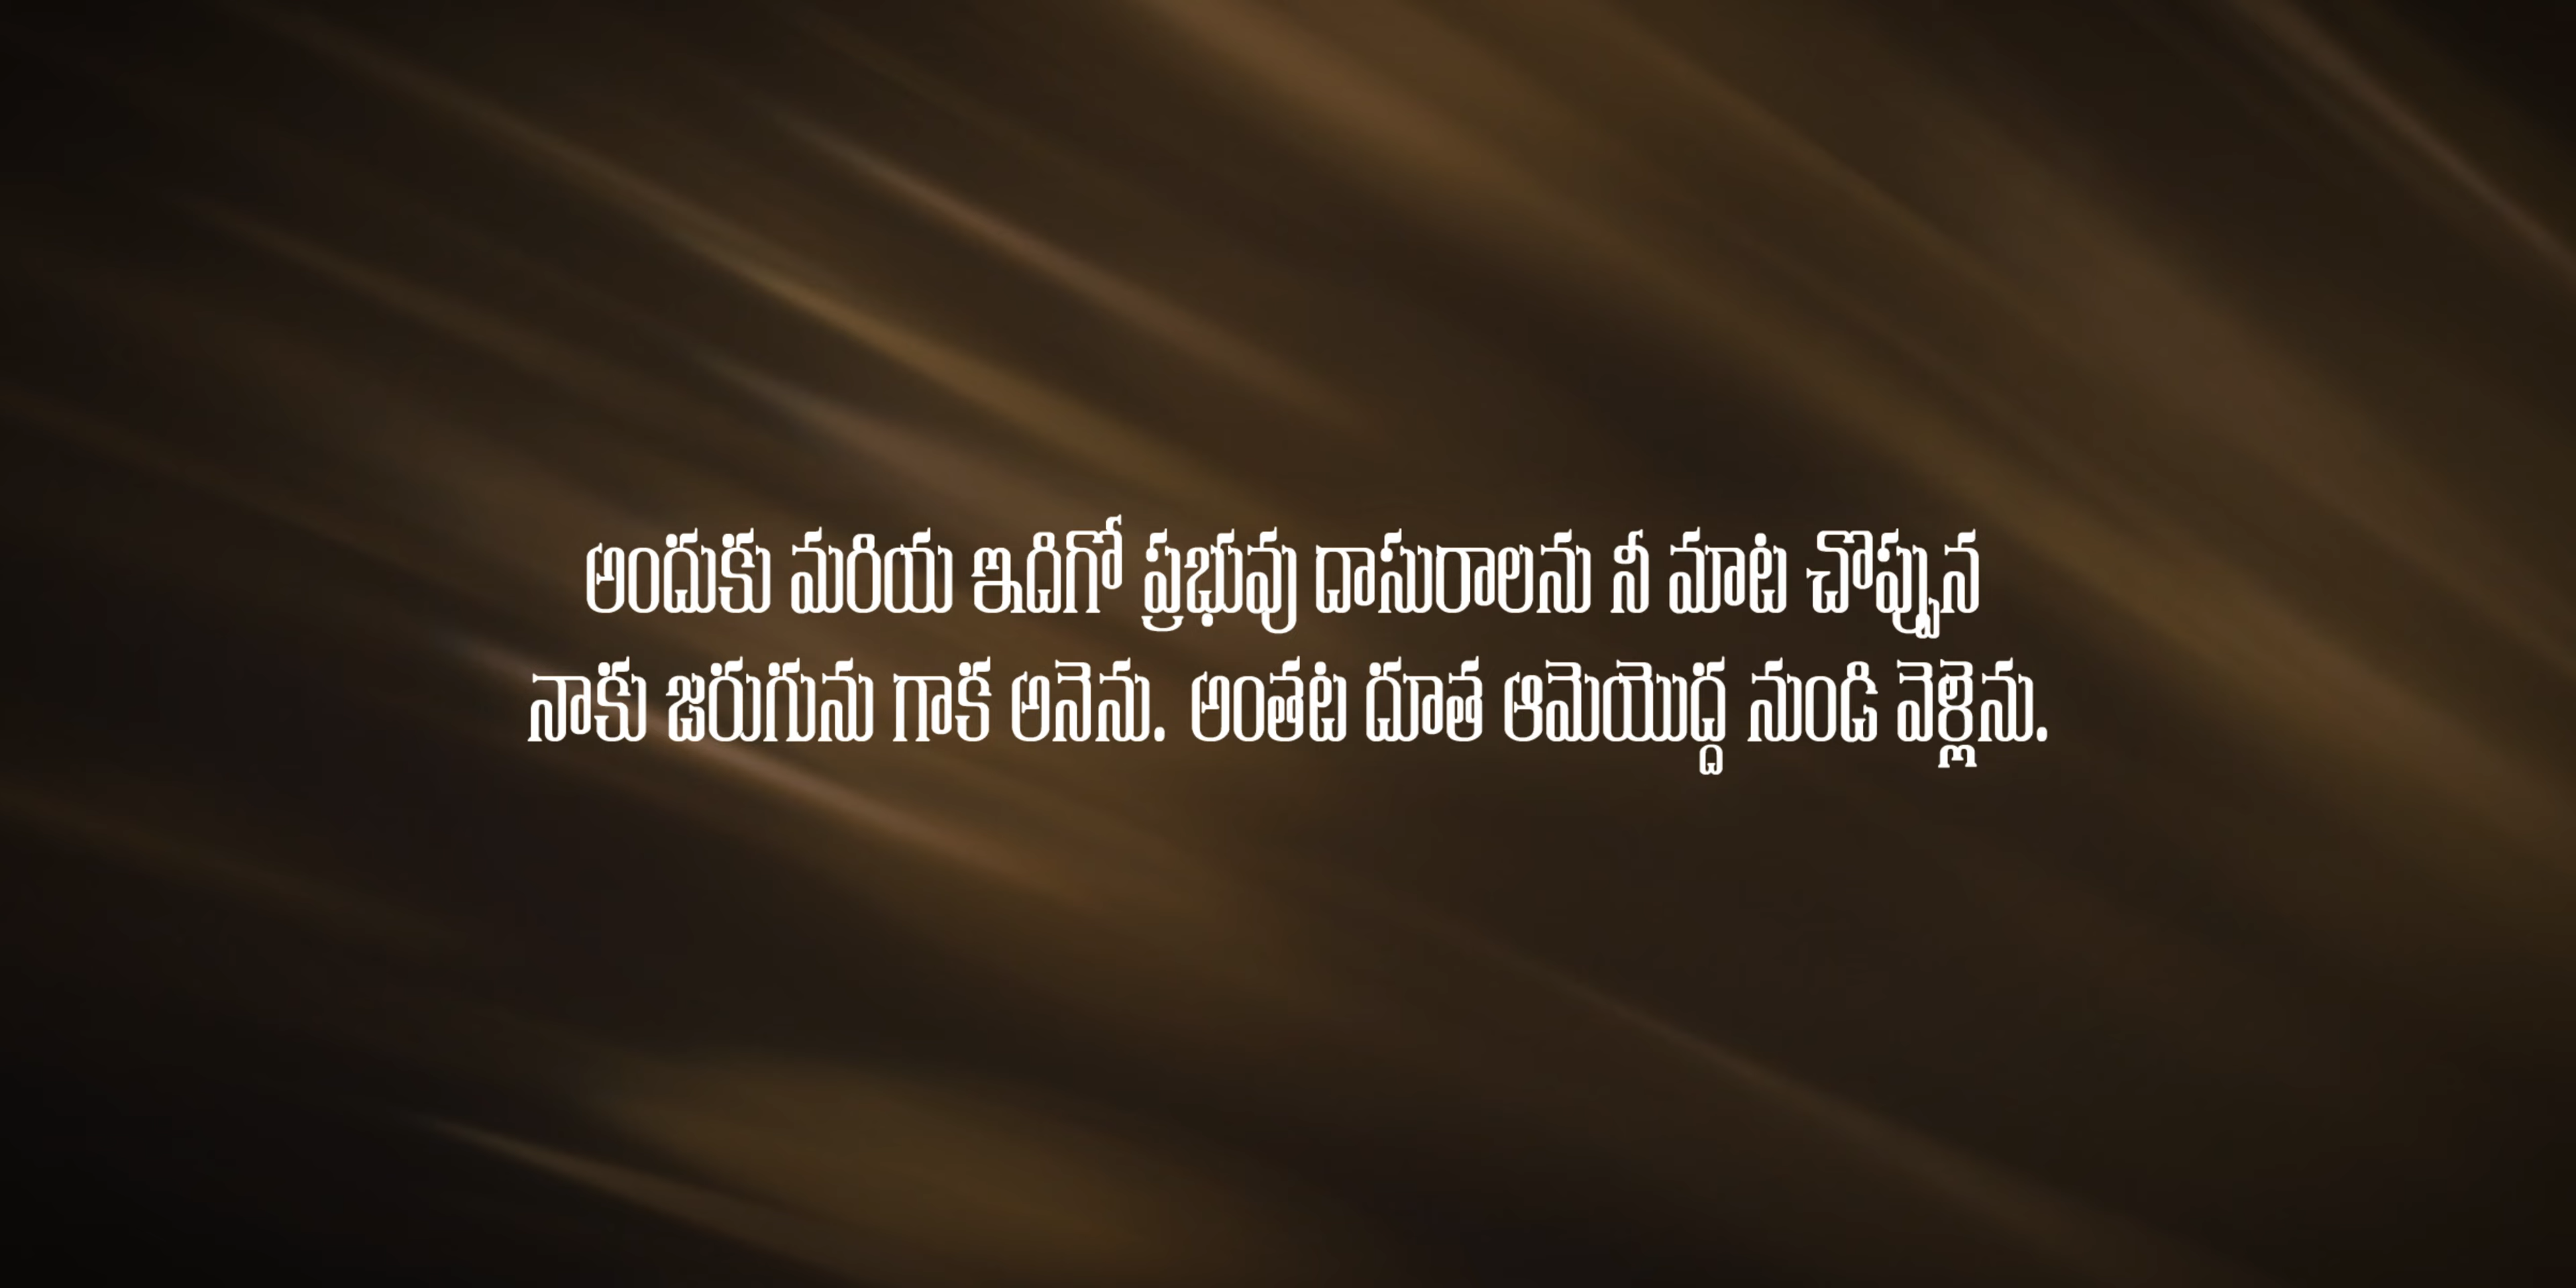 అందుకు మరియ ఇదిగో ప్రభువు దాసురాలను నీ మాట చొప్పున
నాకు జరుగును గాక అనెను. అంతట దూత ఆమెయొద్ద నుండి వెళ్లెను.